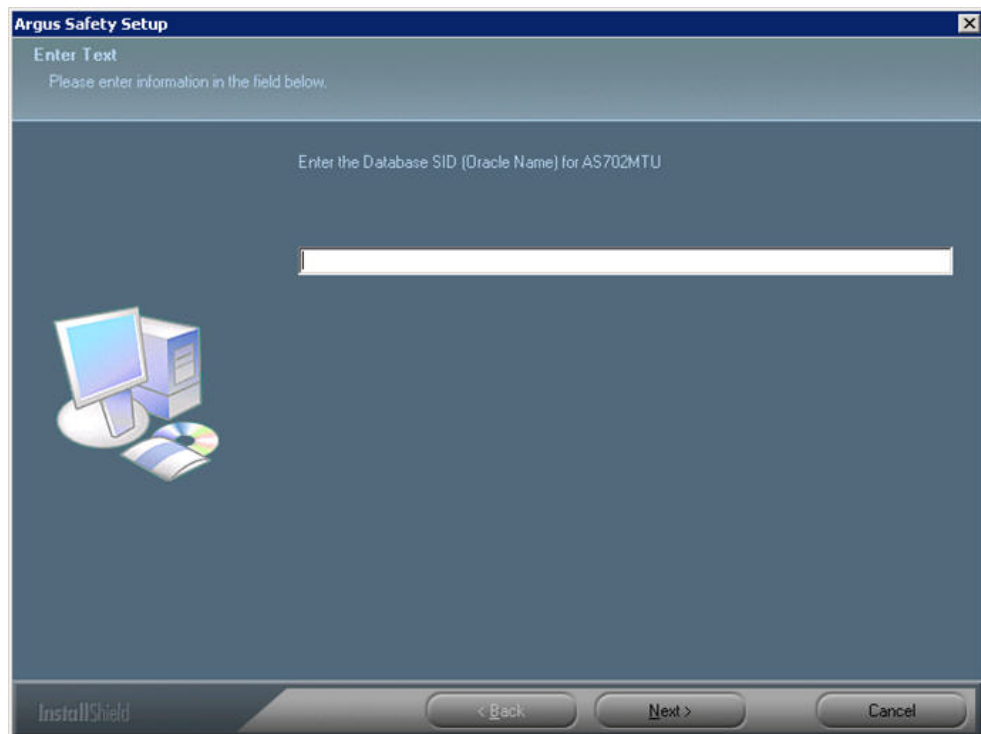 Argus Safety Setup
Enter Text
Please enter information in the field below.
Enter the Database SID (Oracle Name) for AS702MTU
InstallShield
< Back
Next >
Cancel